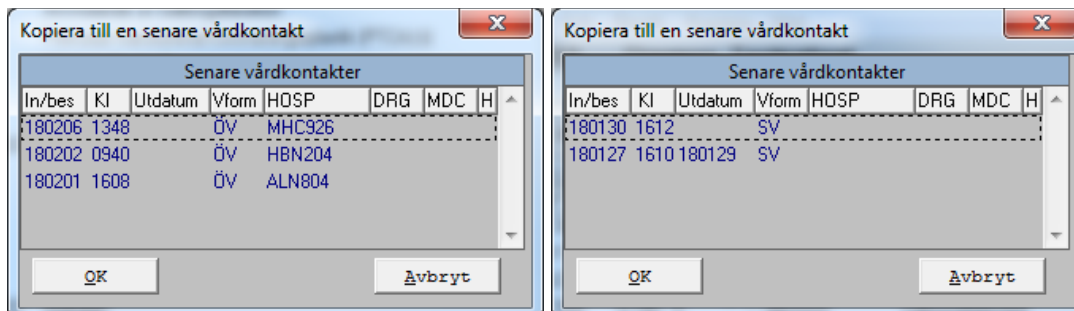 Kopiera till en senare vårdkontakt
Senare vårdkontakter
In/bes Kl Utdatum Vform HOSP DRG MDC H
180206 1348 ÖV MHC926
180202 0940 ÖV HBN204
180201 1608 ÖV ALN804
OK Avbryt
Kopiera till en senare vårdkontakt
Senare vårdkontakter
In/bes Kl Utdatum Vform HOSP DRG MDC H
180130 1612 SV
180127 1610 180129 SV
OK Avbryt